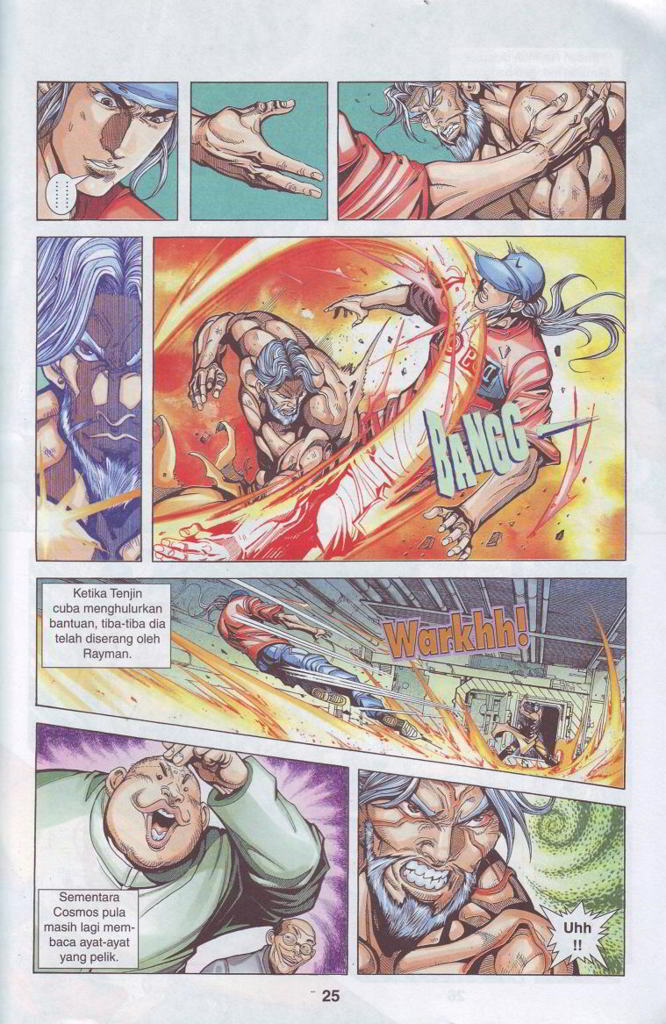 BANGG
Ketika Tenjin
cuba menghulurkan
bantuan, tiba-tiba dia
telah diserang oleh
Rayman.
Warkhh!
Sementara
Cosmos pula
masih lagi mem-
baca ayat-ayat
yang pelik.
Uhh
!!
25